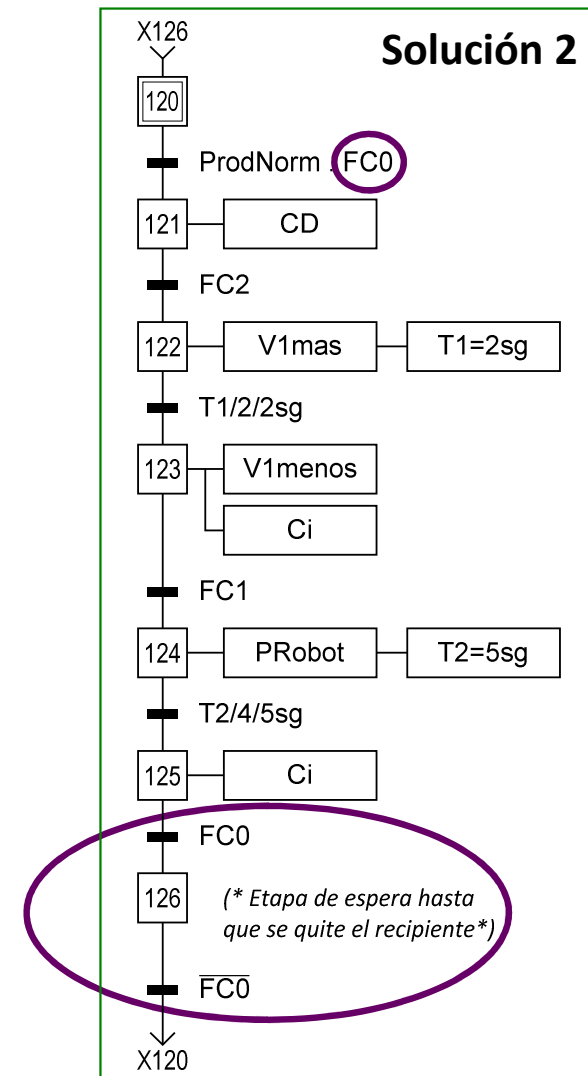 X126
Solución 2
120
ProdNorm . FC0
121 CD
FC2
122 V1mas T1=2sg
T1/2/2sg
123 V1menos
Ci
FC1
124 PRobot T2=5sg
T2/4/5sg
125 Ci
FC0
126 (* Etapa de espera hasta
que se quite el recipiente*)
F̅C̅0̅
X120